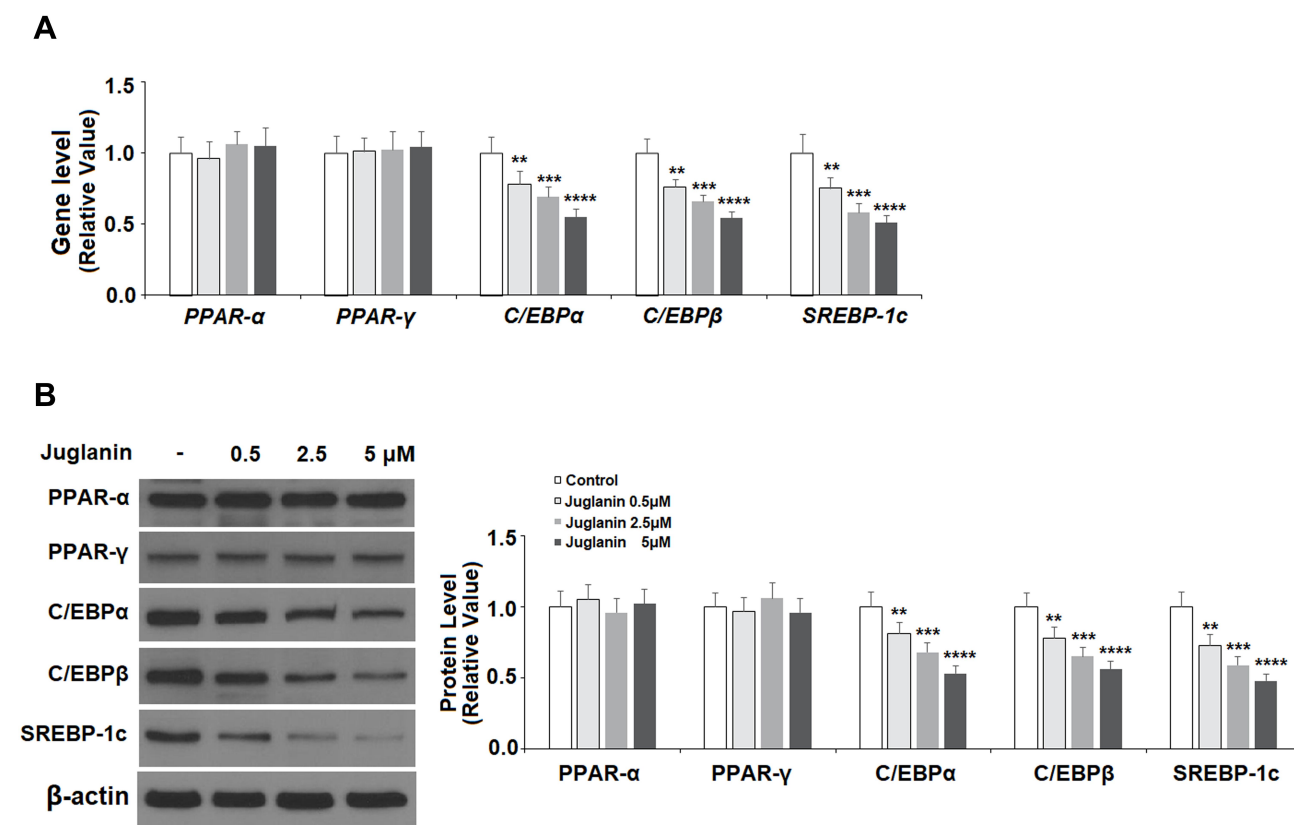 A
Gene level
(Relative Value)
1.5
1.0
0.5
0.0
** *** ****
** *** ****
** *** ****
PPAR-α PPAR-γ C/EBPα C/EBPβ SREBP-1c
B
Juglanin - 0.5 2.5 5 µM
PPAR-α
PPAR-γ
C/EBPα
C/EBPβ
SREBP-1c
β-actin
Control
Juglanin 0.5µM
Juglanin 2.5µM
Juglanin 5µM
Protein Level
(Relative Value)
1.5
1.0
0.5
0.0
** *** ****
** *** ****
** *** ****
PPAR-α PPAR-γ C/EBPα C/EBPβ SREBP-1c